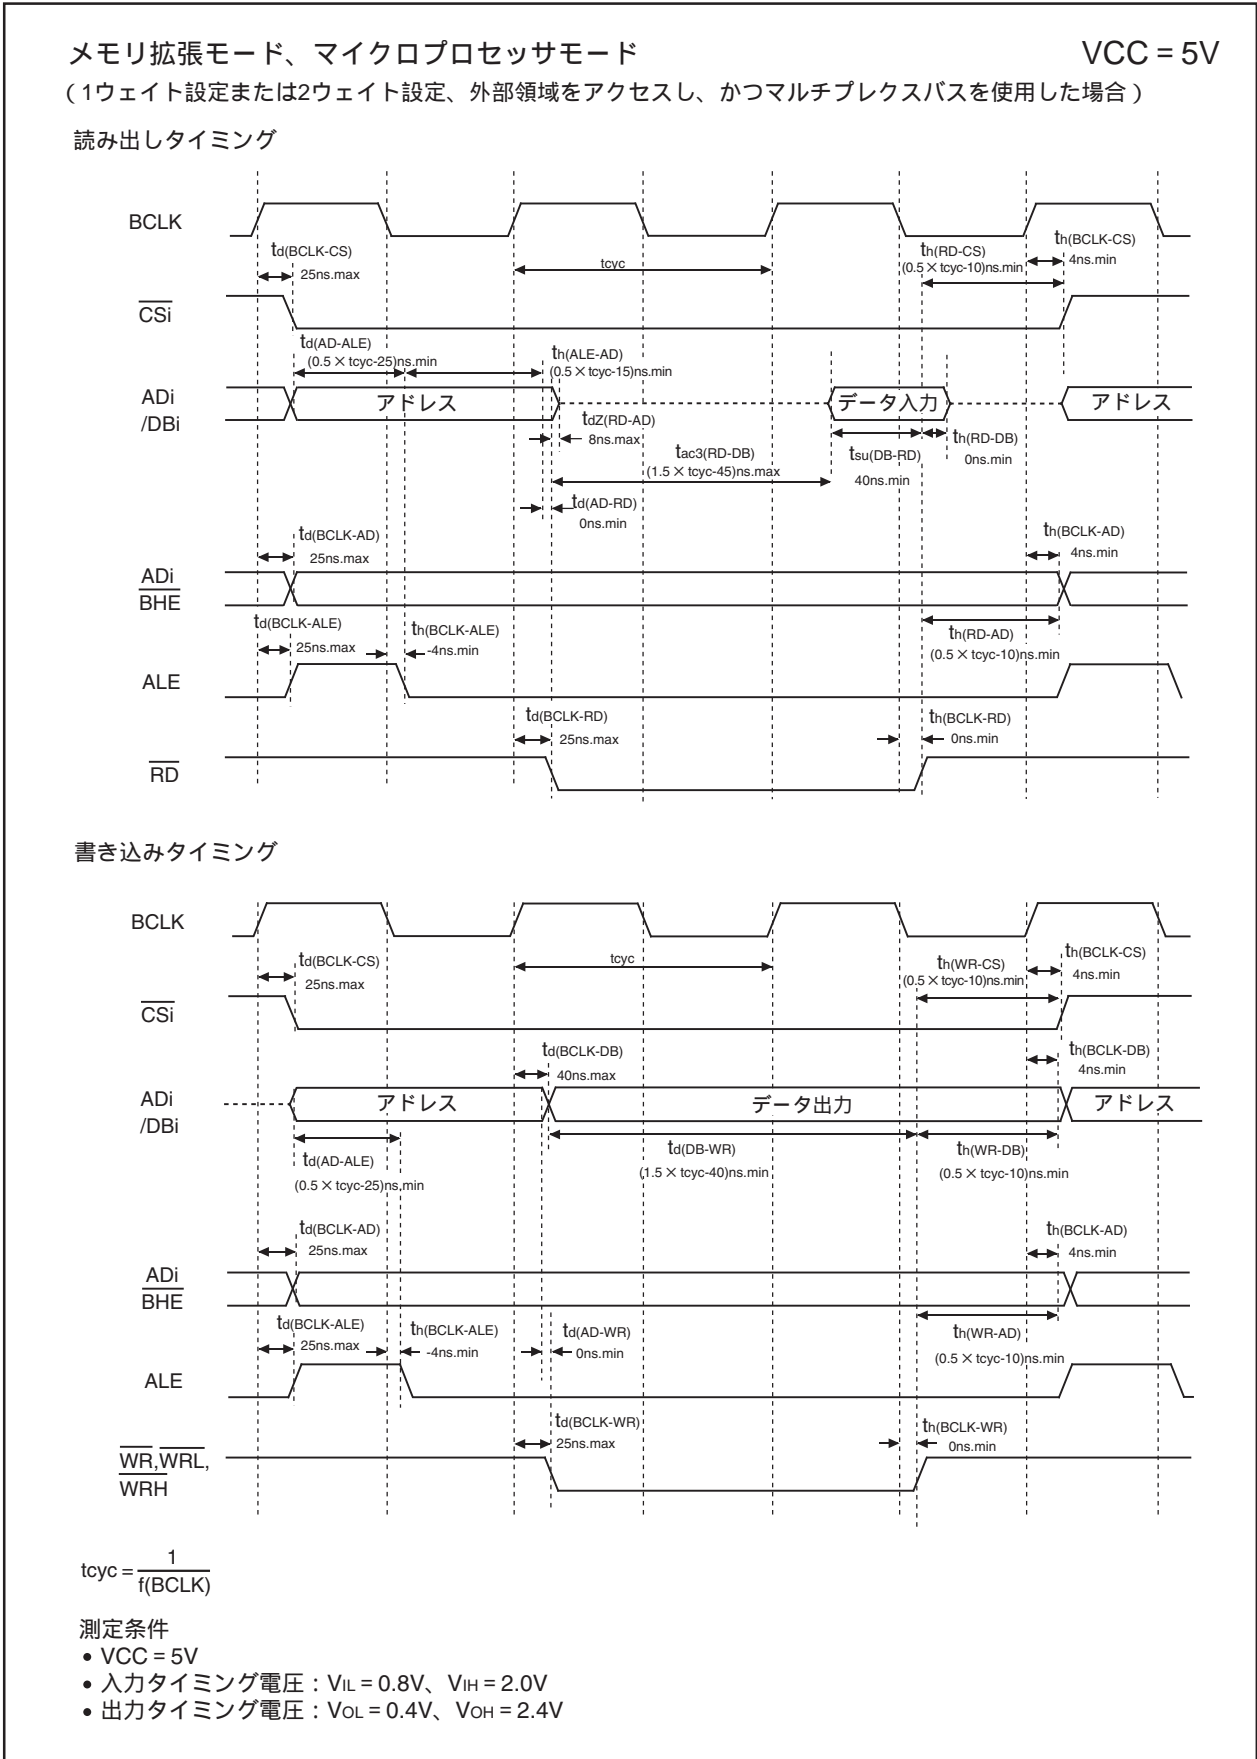 メモリ拡張モード、マイクロプロセッサモード
VCC = 5V
(1ウェイト設定または2ウェイト設定、外部領域をアクセスし、かつマルチプレクスバスを使用した場合)
読み出しタイミング
BCLK
td(BCLK-CS)
25ns.max
tcyc
th(RD-CS)
(0.5×tcyc-10)ns.min
th(BCLK-CS)
4ns.min
CSi
td(AD-ALE)
(0.5×tcyc-25)ns.min
th(ALE-AD)
(0.5×tcyc-15)ns.min
ADi
/DBi
アドレス
データ入力
アドレス
tdZ(RD-AD)
8ns.max
tac3(RD-DB)
(1.5×tcyc-45)ns.max
tsu(DB-RD)
40ns.min
th(RD-DB)
0ns.min
td(AD-RD)
0ns.min
td(BCLK-AD)
25ns.max
th(BCLK-AD)
4ns.min
ADi
BHE
td(BCLK-ALE)
25ns.max
th(BCLK-ALE)
-4ns.min
th(RD-AD)
(0.5×tcyc-10)ns.min
ALE
td(BCLK-RD)
25ns.max
th(BCLK-RD)
0ns.min
RD
書き込みタイミング
BCLK
td(BCLK-CS)
25ns.max
tcyc
th(WR-CS)
(0.5×tcyc-10)ns.min
th(BCLK-CS)
4ns.min
CSi
td(BCLK-DB)
40ns.max
th(BCLK-DB)
4ns.min
ADi
/DBi
アドレス
データ出力
アドレス
td(AD-ALE)
(0.5×tcyc-25)ns.min
td(DB-WR)
(1.5×tcyc-40)ns.min
th(WR-DB)
(0.5×tcyc-10)ns.min
td(BCLK-AD)
25ns.max
th(BCLK-AD)
4ns.min
ADi
BHE
td(BCLK-ALE)
25ns.max
th(BCLK-ALE)
-4ns.min
td(AD-WR)
0ns.min
th(WR-AD)
(0.5×tcyc-10)ns.min
ALE
td(BCLK-WR)
25ns.max
th(BCLK-WR)
0ns.min
WR,WRL,
WRH
tcyc = 1
f(BCLK)
測定条件
• VCC = 5V
• 入力タイミング電圧:VIL = 0.8V、VIH = 2.0V
• 出力タイミング電圧:VOL = 0.4V、VOH = 2.4V